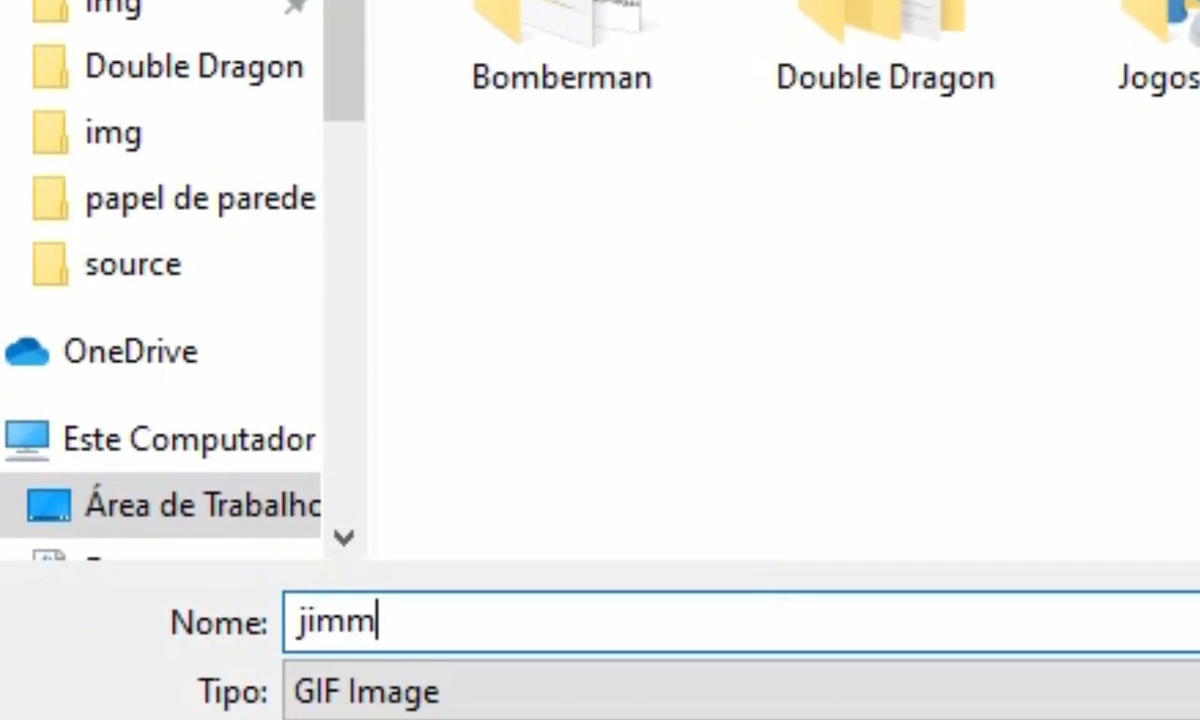 img
Double Dragon
img
papel de parede
source
OneDrive
Este Computador
Área de Trabalho
Bomberman
Double Dragon
Jogos
Nome: jimm
Tipo: GIF Image